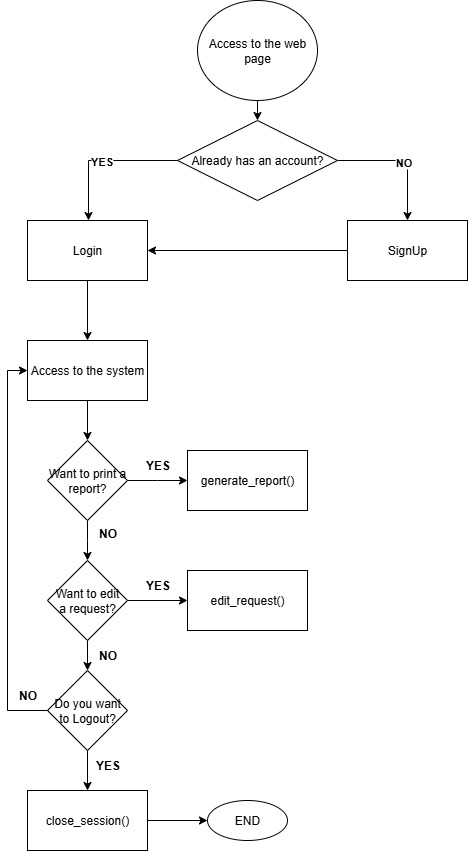 Access to the web
page
Already has an account?
YES
NO
Login
SignUp
Access to the system
Want to print a
report?
YES
generate_report()
NO
Want to edit
a request?
YES
edit_request()
NO
Do you want
to Logout?
NO
YES
close_session()
END